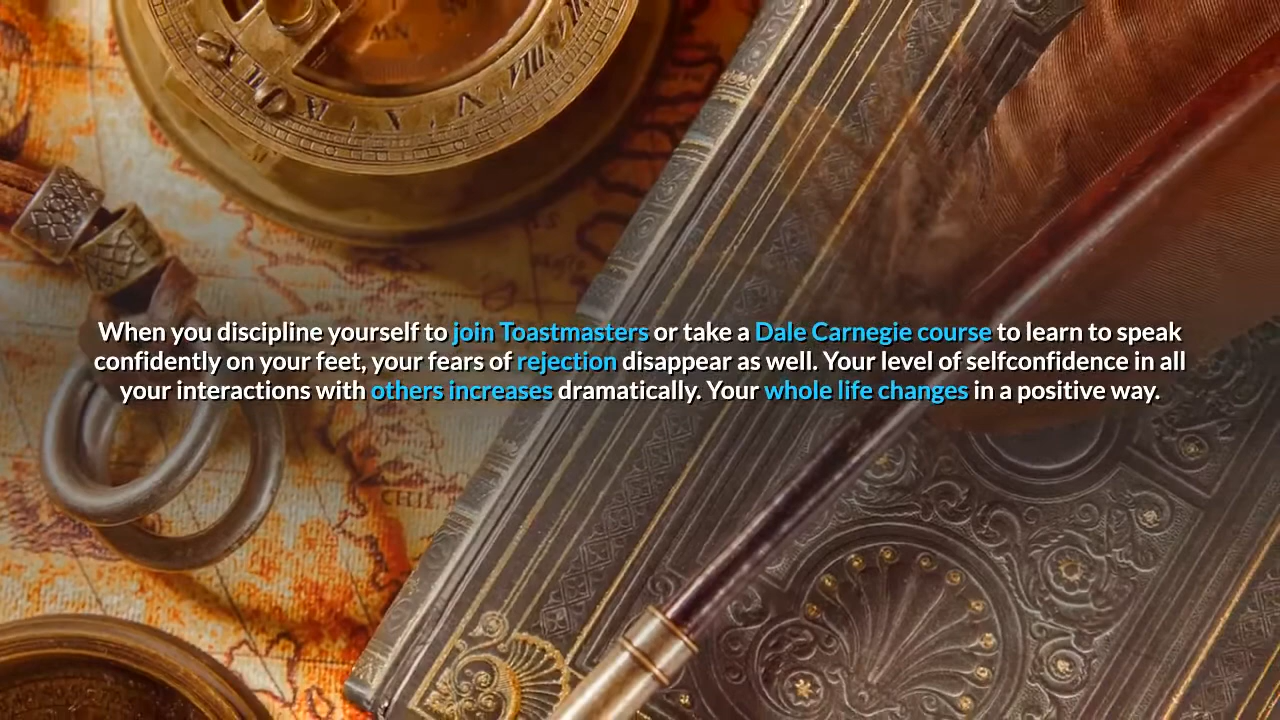 When you discipline yourself to join Toastmasters or take a Dale Carnegie course to learn to speak
confidently on your feet, your fears of rejection disappear as well. Your level of selfconfidence in all
your interactions with others increases dramatically. Your whole life changes in a positive way.